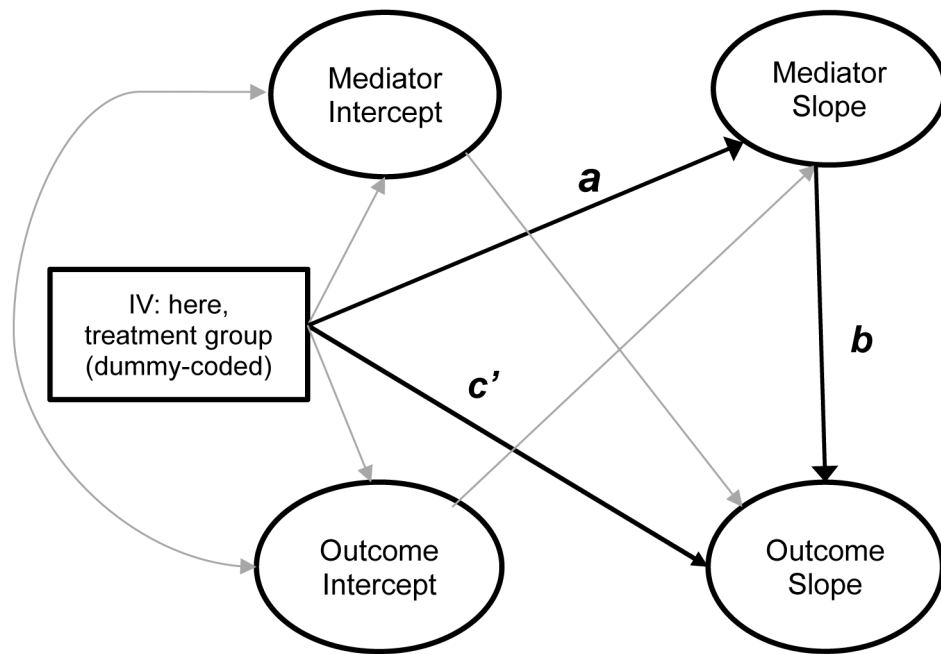 Mediator
Intercept
Mediator
Slope
a
IV: here,
treatment group
(dummy-coded)
b
c’
Outcome
Intercept
Outcome
Slope